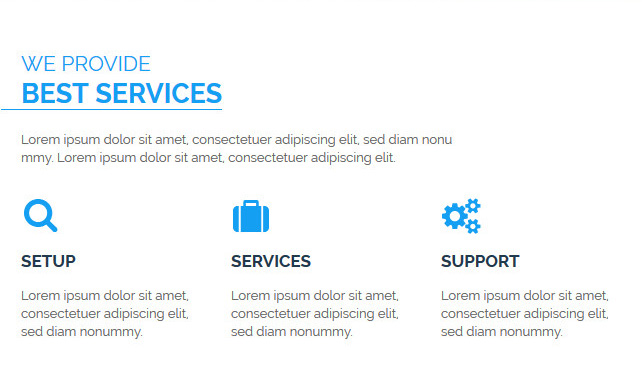 WE PROVIDE
BEST SERVICES
Lorem ipsum dolor sit amet, consectetuer adipiscing elit, sed diam nonu
mmy. Lorem ipsum dolor sit amet, consectetuer adipiscing elit.
SETUP
Lorem ipsum dolor sit amet,
consectetuer adipiscing elit,
sed diam nonummy.
SERVICES
Lorem ipsum dolor sit amet,
consectetuer adipiscing elit,
sed diam nonummy.
SUPPORT
Lorem ipsum dolor sit amet,
consectetuer adipiscing elit,
sed diam nonummy.